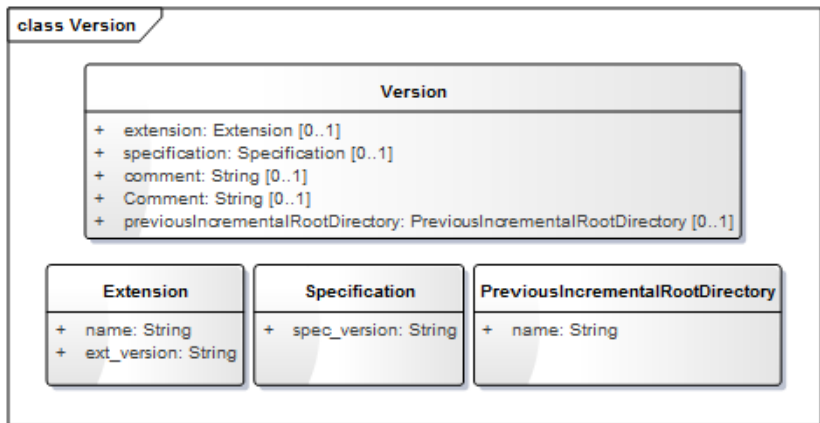 class Version
Version
+ extension: Extension [0..1]
+ specification: Specification [0..1]
+ comment: String [0..1]
+ Comment: String [0..1]
+ previousIncrementalRootDirectory: PreviousIncrementalRootDirectory [0..1]
Extension
+ name: String
+ ext_version: String
Specification
+ spec_version: String
PreviousIncrementalRootDirectory
+ name: String